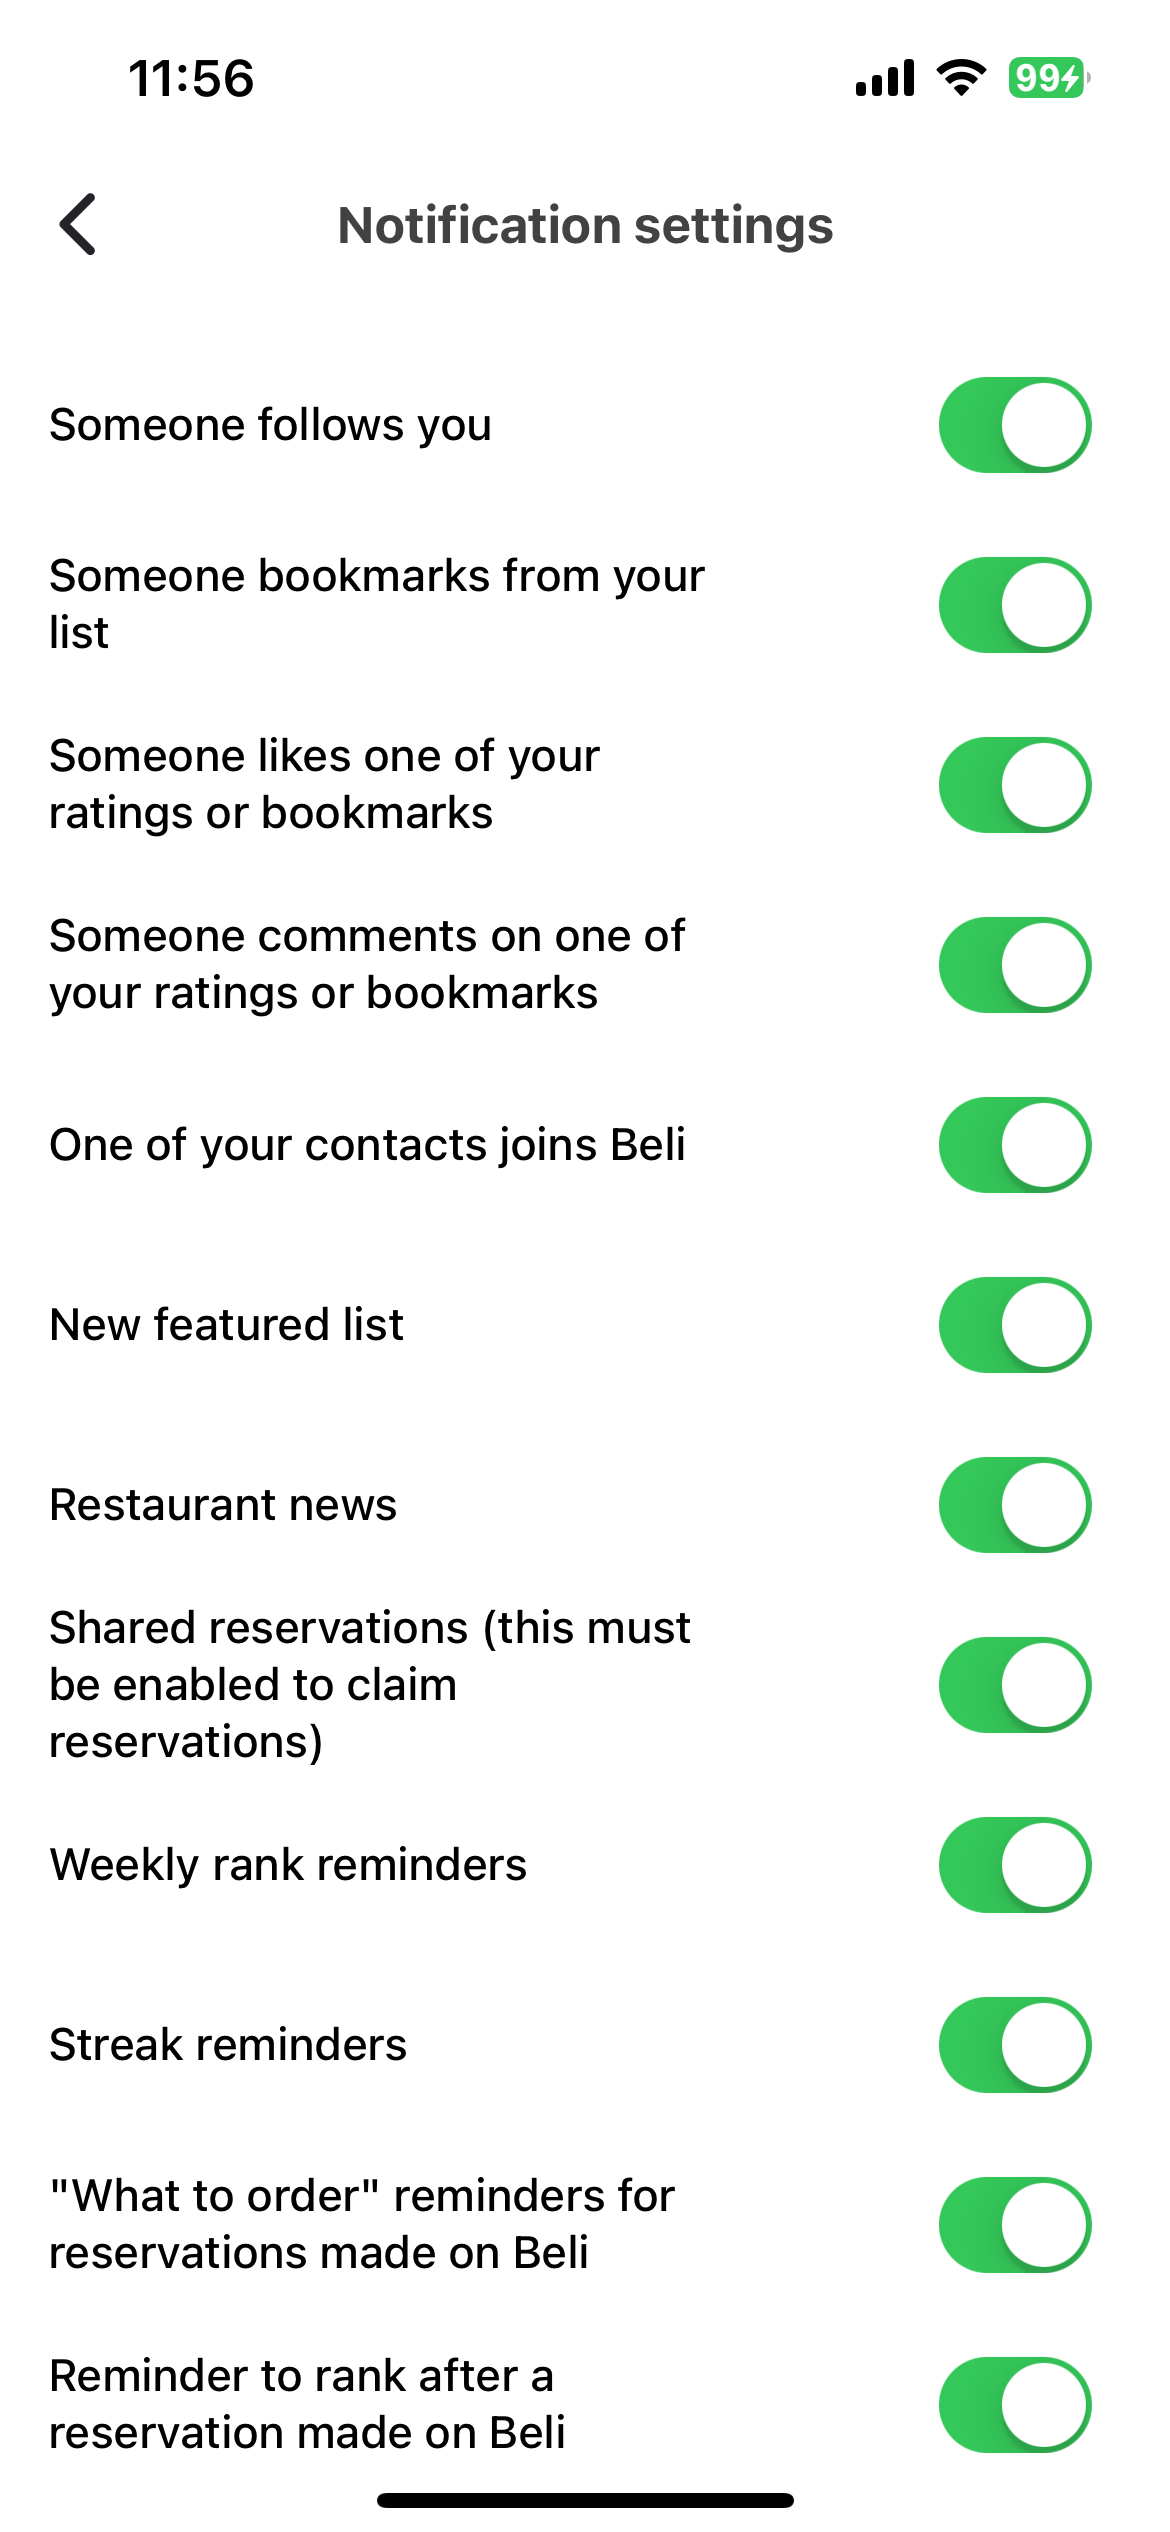 11:56
99
Notification settings
Someone follows you
Someone bookmarks from your
list
Someone likes one of your
ratings or bookmarks
Someone comments on one of
your ratings or bookmarks
One of your contacts joins Beli
New featured list
Restaurant news
Shared reservations (this must
be enabled to claim
reservations)
Weekly rank reminders
Streak reminders
"What to order" reminders for
reservations made on Beli
Reminder to rank after a
reservation made on Beli